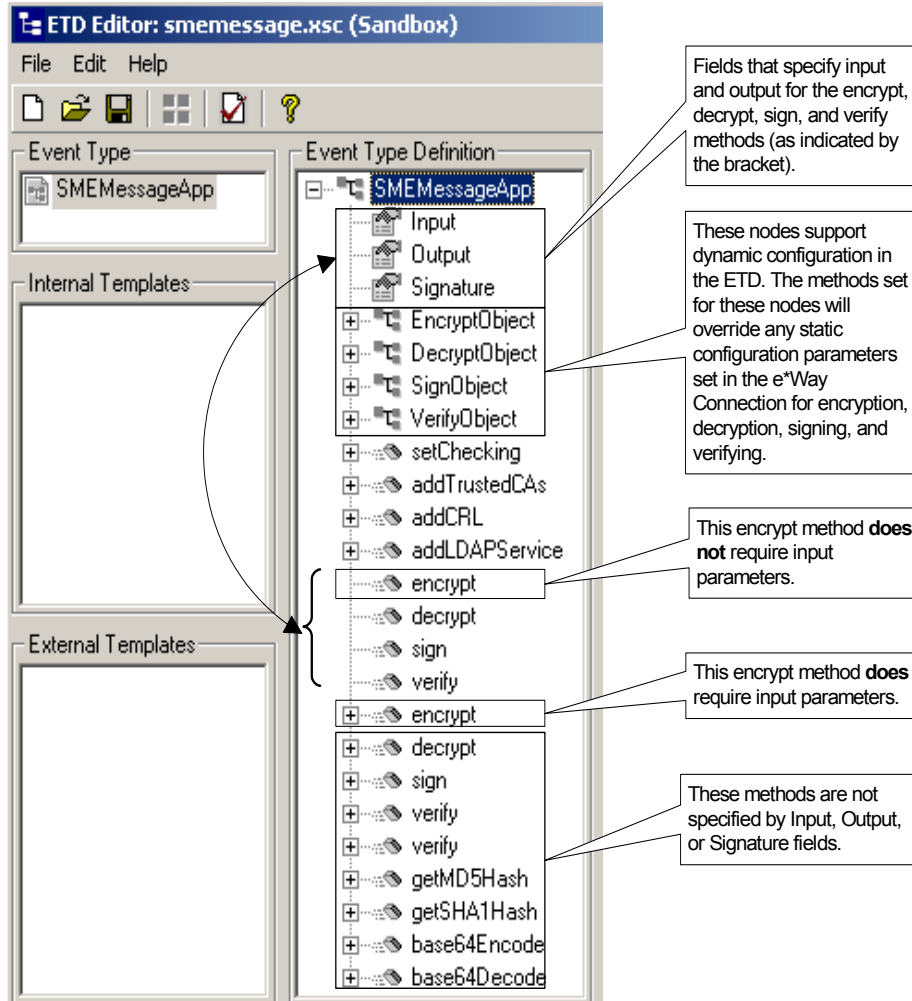 ETD Editor: smemessage.xsc (Sandbox)
File Edit Help
Event Type
SMEMessageApp
Internal Templates
External Templates
Event Type Definition
SMEMessageApp
Input
Output
Signature
EncryptObject
DecryptObject
SignObject
VerifyObject
setChecking
addTrustedCAs
addCRL
addLDAPService
encrypt
decrypt
sign
verify
encrypt
decrypt
sign
verify
verify
getMD5Hash
getSHA1Hash
base64Encode
base64Decode
Fields that specify input
and output for the encrypt,
decrypt, sign, and verify
methods (as indicated by
the bracket).
These nodes support
dynamic configuration in
the ETD. The methods set
for these nodes will
override any static
configuration parameters
set in the e*Way
Connection for encryption,
decryption, signing, and
verifying.
This encrypt method does
not require input
parameters.
This encrypt method does
require input parameters.
These methods are not
specified by Input, Output,
or Signature fields.